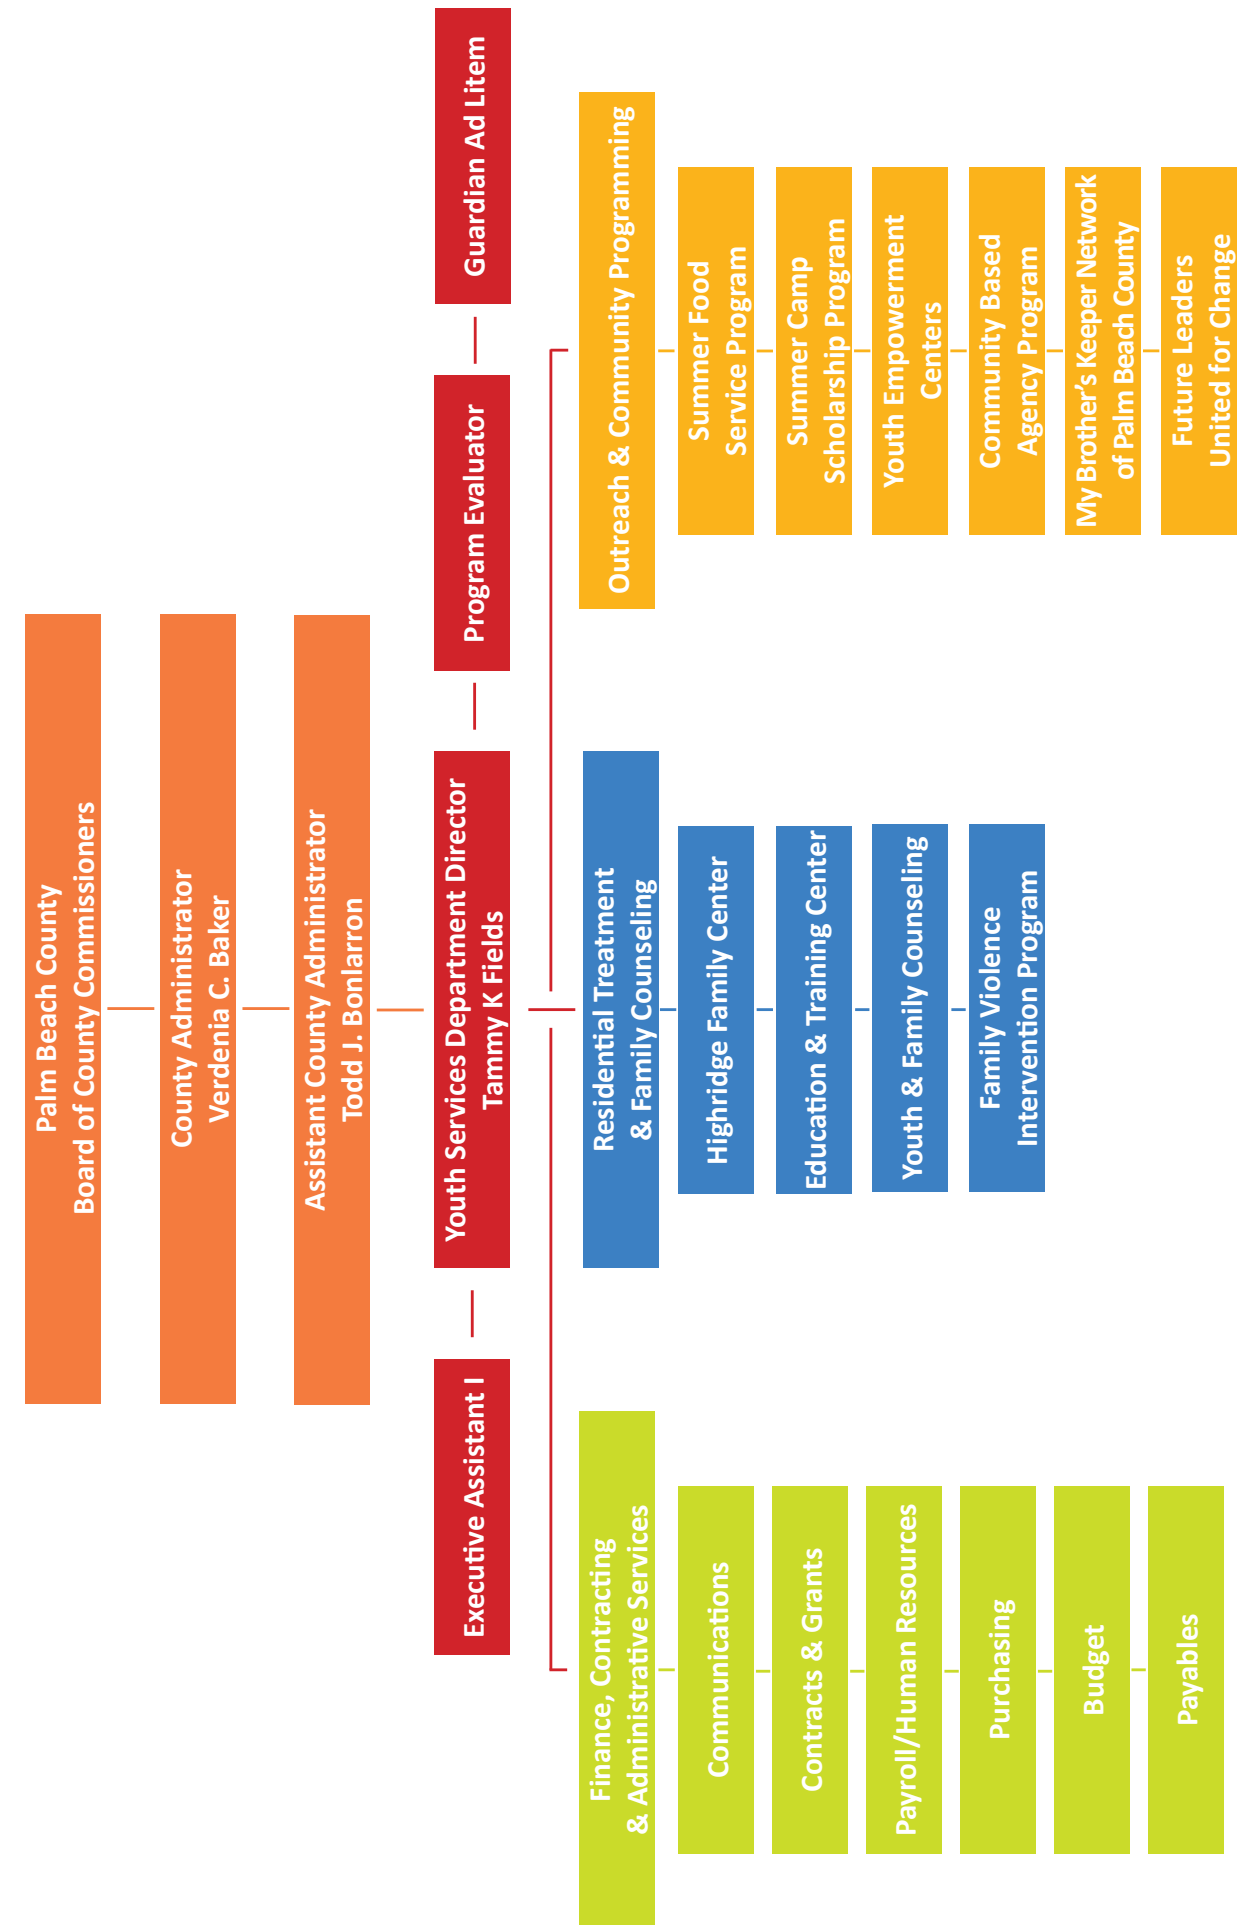 Palm Beach County
Board of County Commissioners
County Administrator
Verdenia C. Baker
Assistant County Administrator
Todd J. Bonlarron
Executive Assistant I
Youth Services Department Director
Tammy K Fields
Program Evaluator
Guardian Ad Litem
Finance, Contracting
& Administrative Services
Communications
Contracts & Grants
Payroll/Human Resources
Purchasing
Budget
Payables
Residential Treatment
& Family Counseling
Highridge Family Center
Education & Training Center
Youth & Family Counseling
Family Violence
Intervention Program
Outreach & Community Programming
Summer Food
Service Program
Summer Camp
Scholarship Program
Youth Empowerment
Centers
Community Based
Agency Program
My Brother's Keeper Network
of Palm Beach County
Future Leaders
United for Change